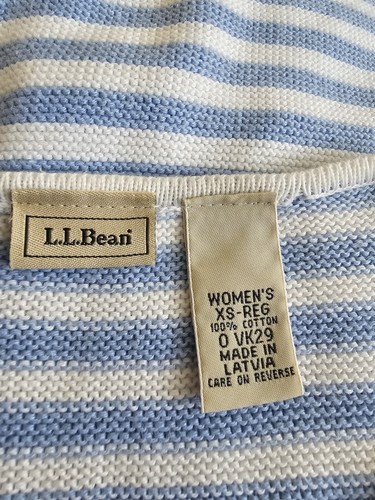 L.L.Bean
WOMEN'S
XS-REG
100% COTTON
0 VK29
MADE IN
LATVIA
CARE ON REVERSE